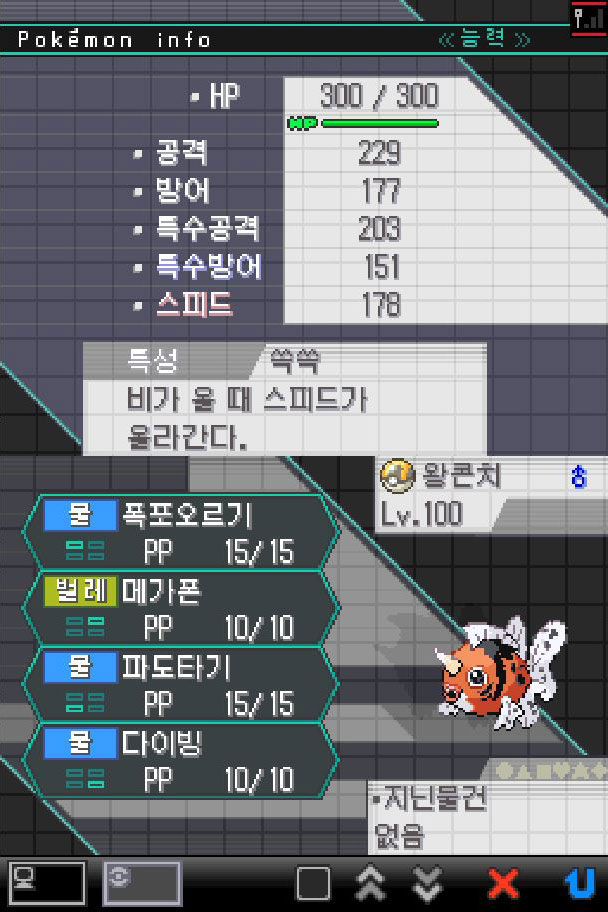 Pokémon info
≪능력≫
· HP
300 / 300
HP
· 공격
229
· 방어
177
· 특수공격
203
· 특수방어
151
· 스피드
178
특성
쓱쓱
비가 올 때 스피드가
올라간다.
왕콘치 ♂
Lv.100
물 폭포오르기
PP 15/15
벌레 메가폰
PP 10/10
물 파도타기
PP 15/15
물 다이빙
PP 10/10
·지닌물건
없음